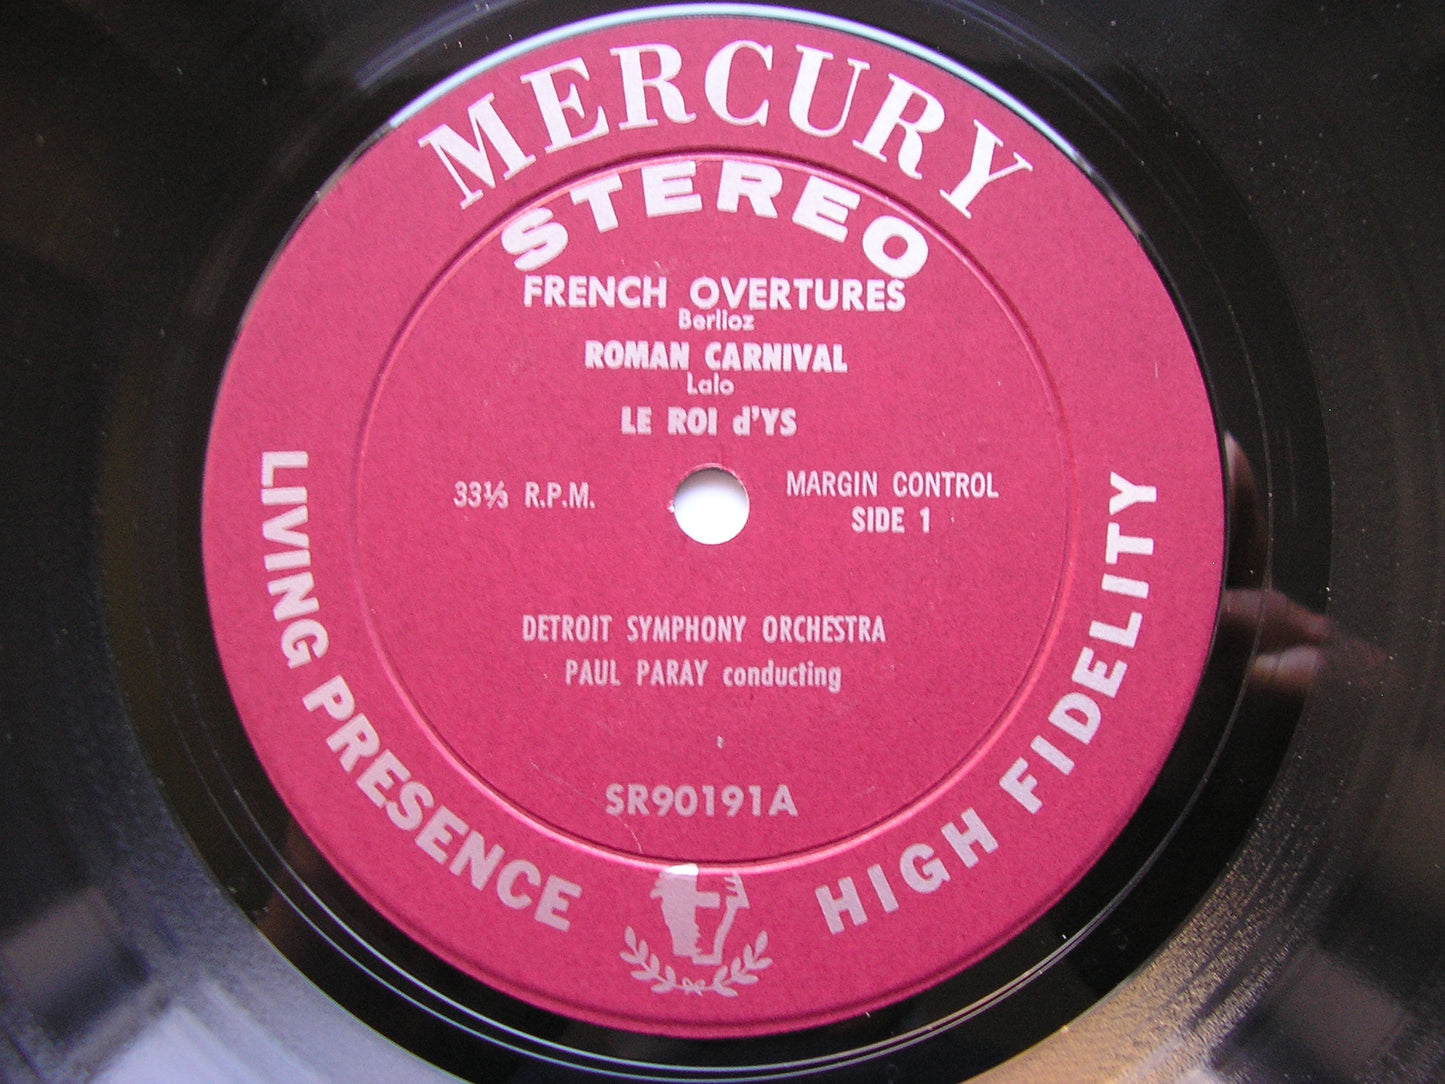 MERCURY
STEREO
FRENCH OVERTURES
Berlioz
ROMAN CARNIVAL
Lalo
LE ROI d'YS
33⅓ R.P.M.
MARGIN CONTROL
SIDE 1
DETROIT SYMPHONY ORCHESTRA
PAUL PARAY conducting
SR90191A
LIVING PRESENCE
HIGH FIDELITY